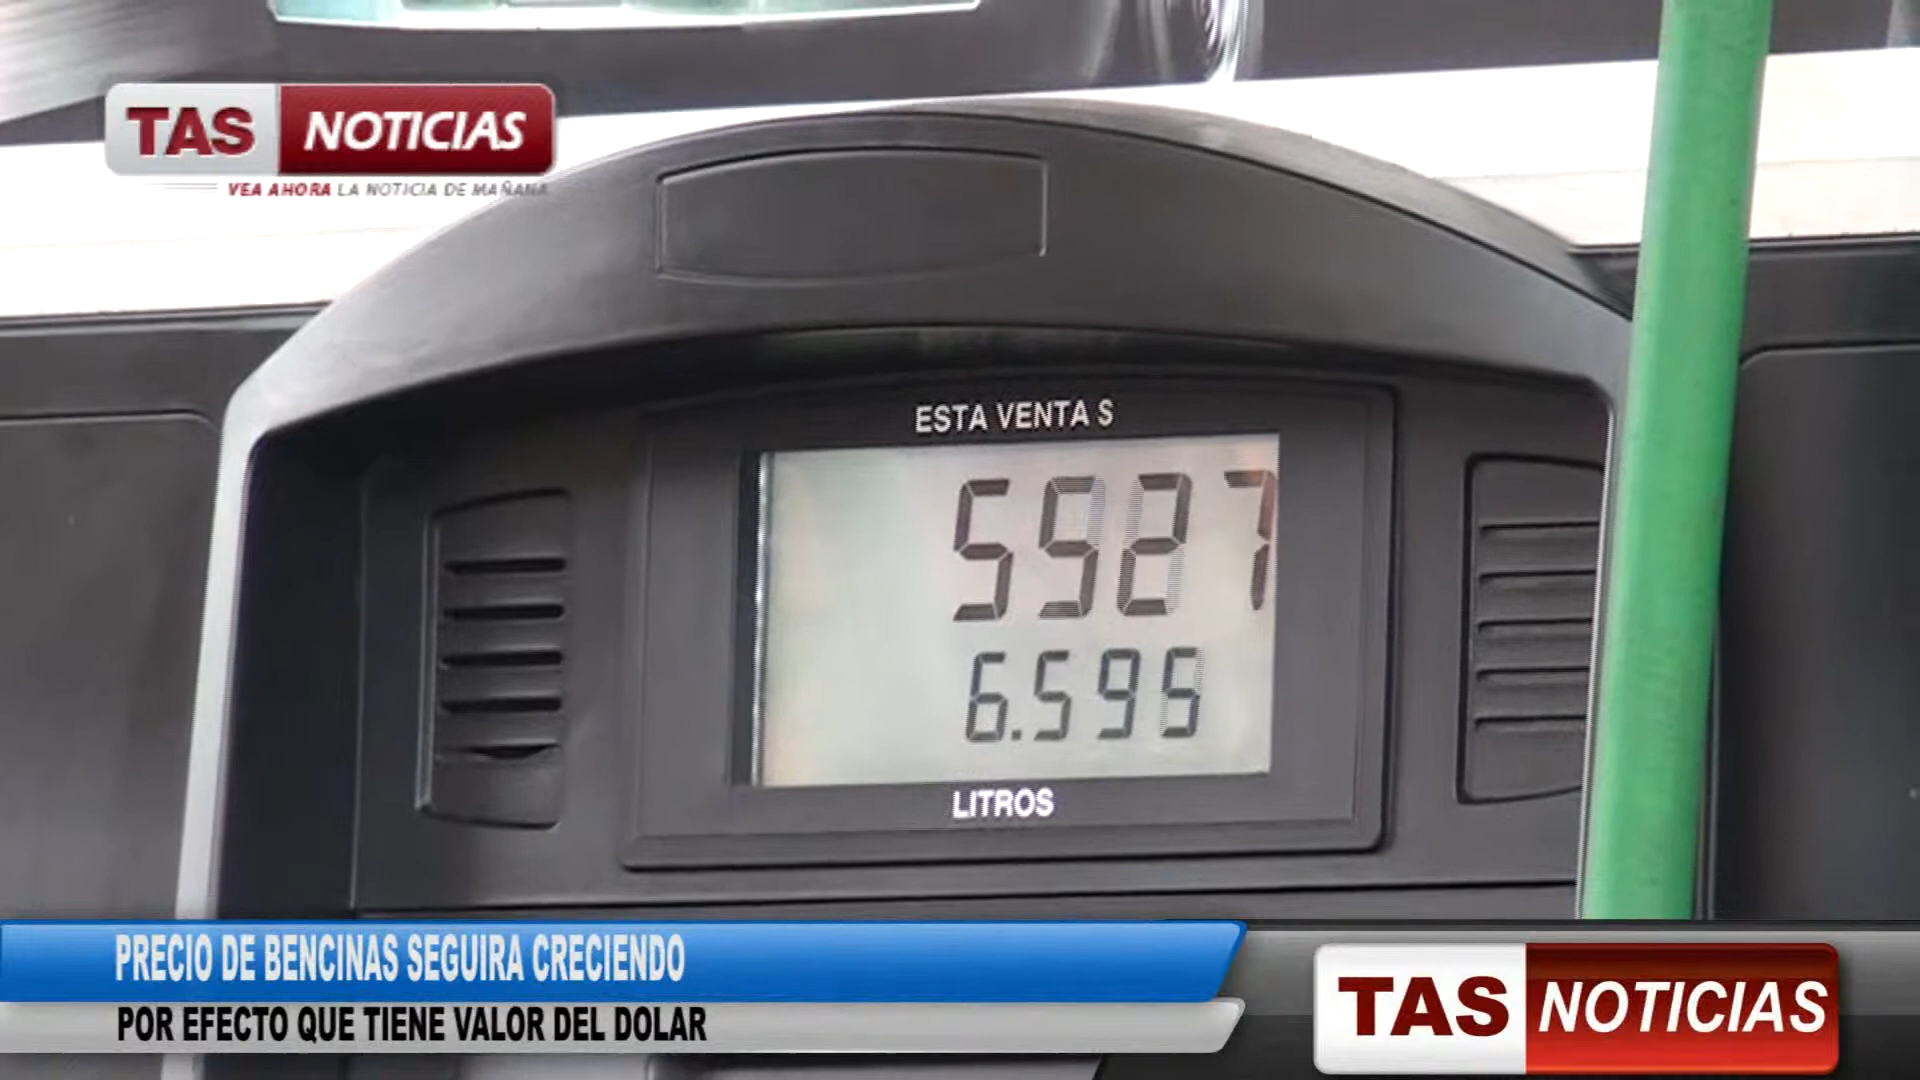 TAS NOTICIAS
VEA AHORA LA NOTICIA DE MAÑANA
ESTA VENTA $
5527
6.595
LITROS
PRECIO DE BENCINAS SEGUIRA CRECIENDO
POR EFECTO QUE TIENE VALOR DEL DOLAR
TAS NOTICIAS